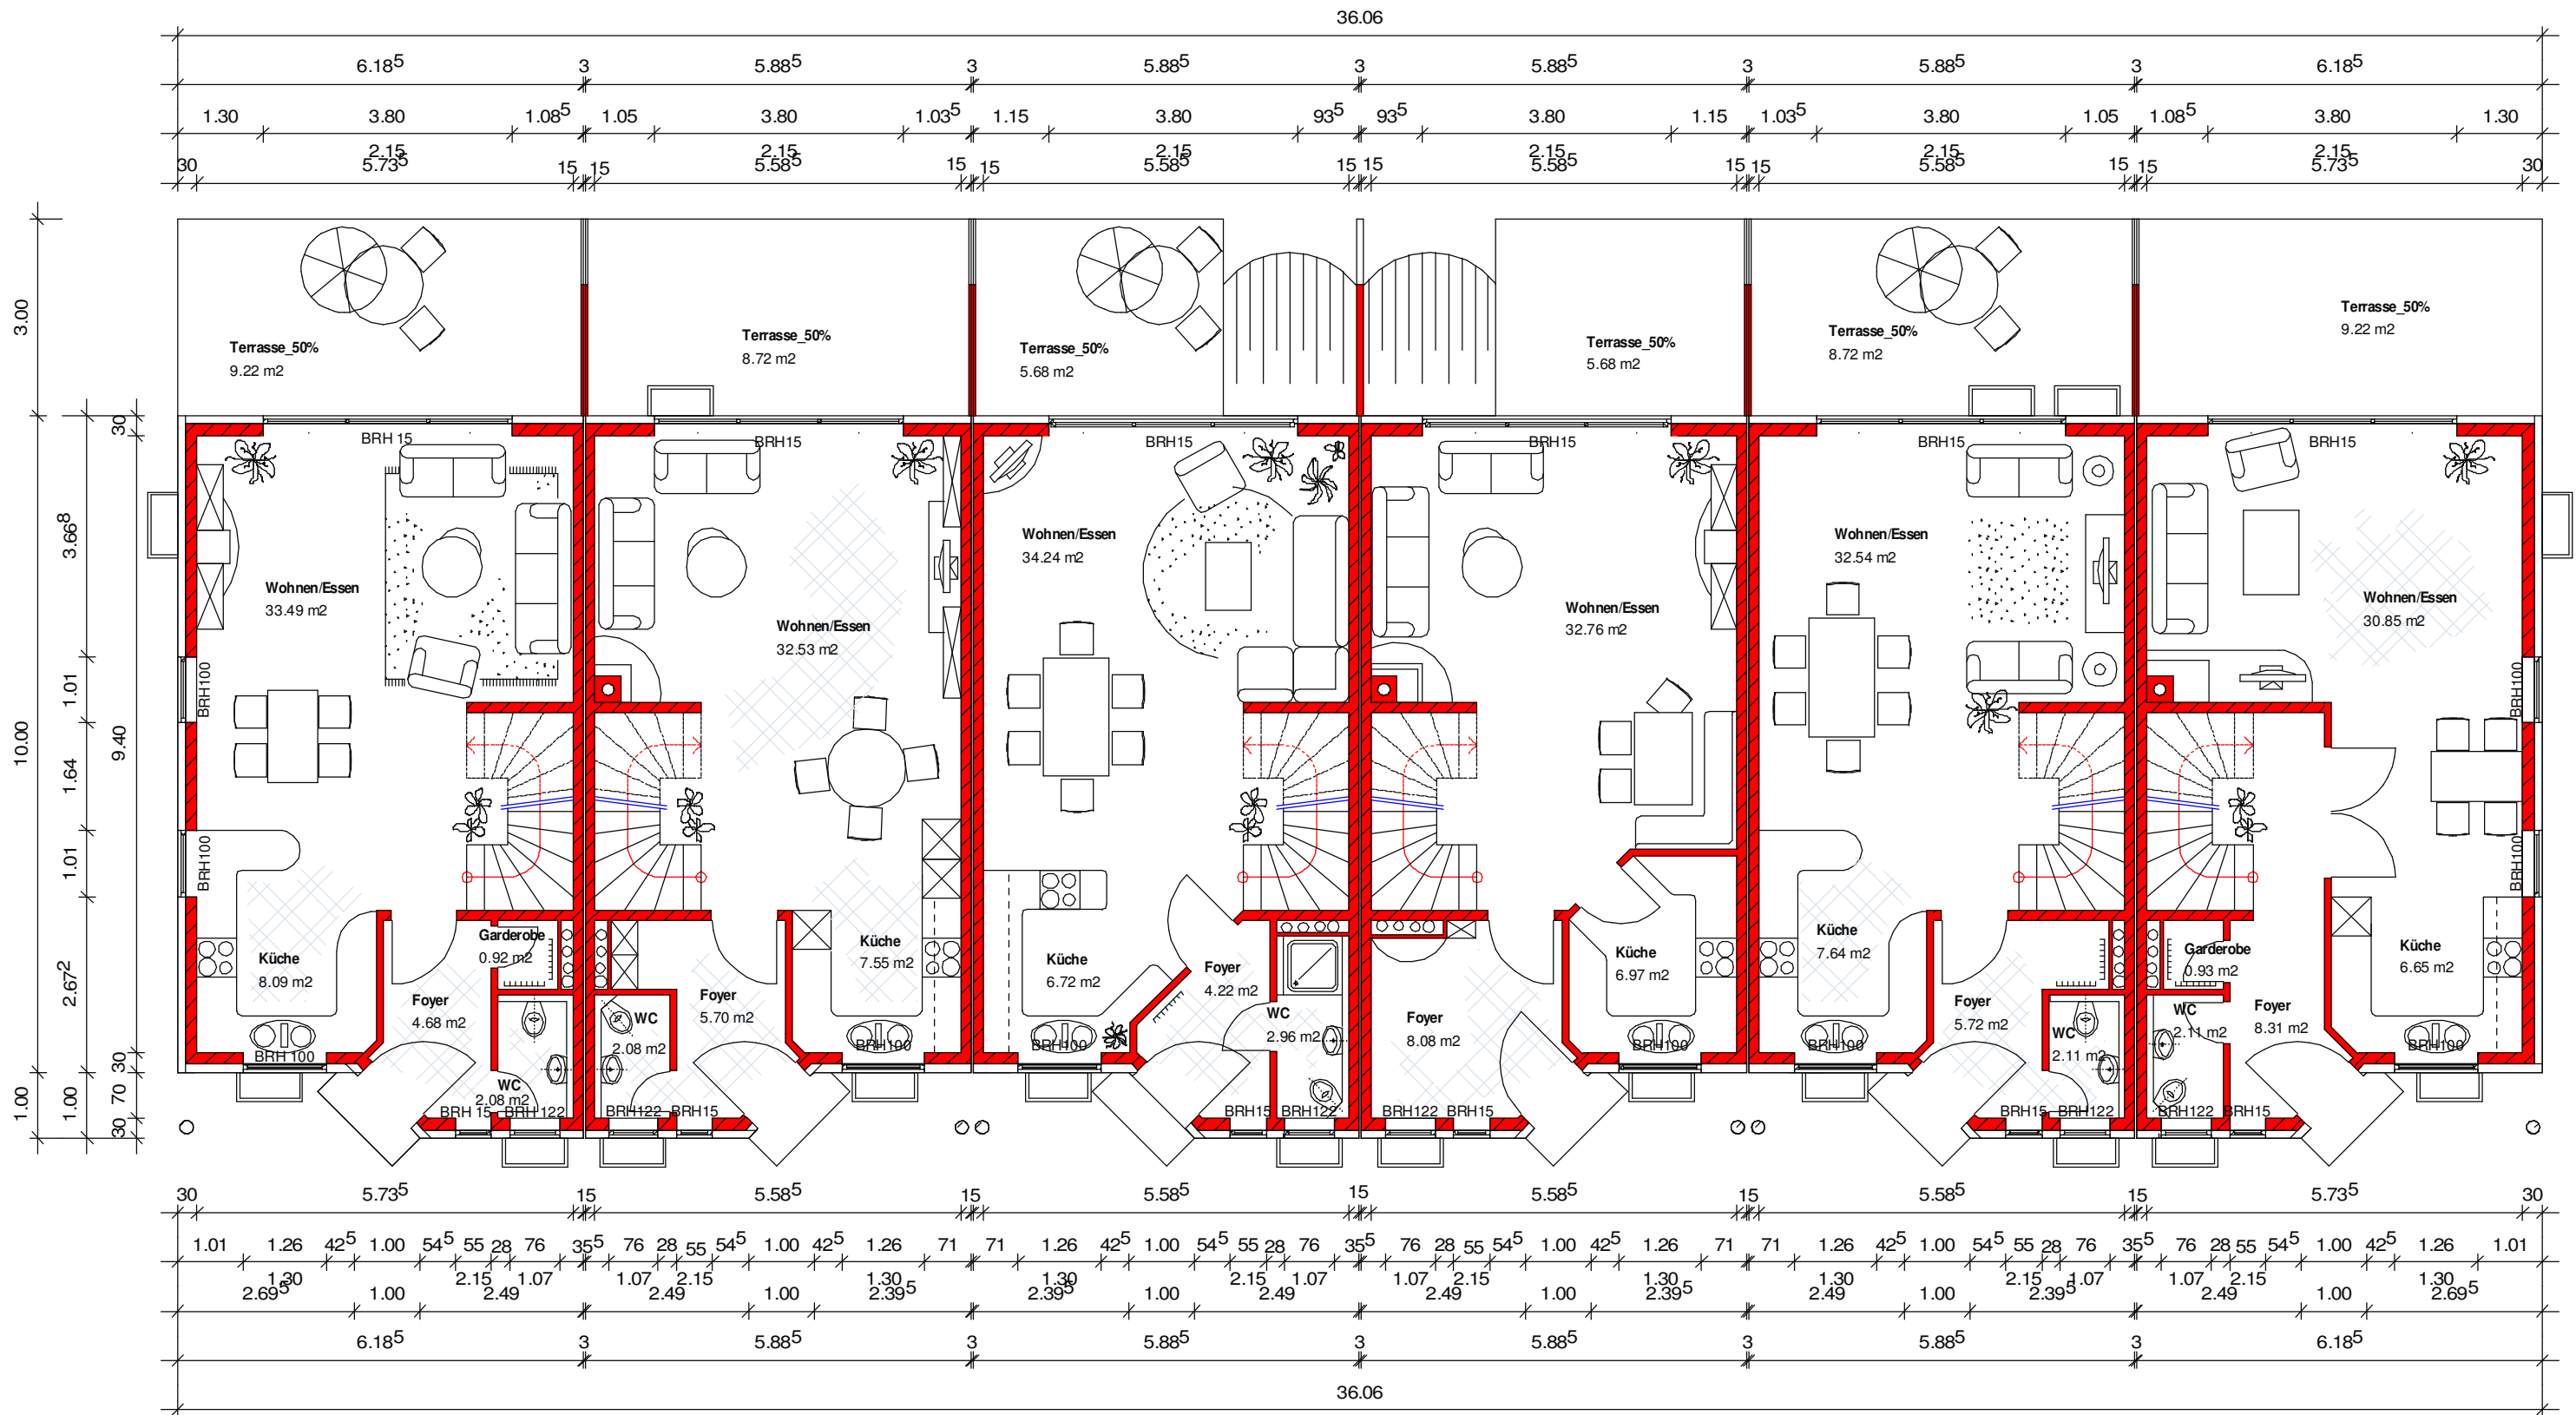 36.06
6.18⁵ 3 5.88⁵ 3 5.88⁵ 3 5.88⁵ 3 5.88⁵ 3 6.18⁵
1.30 3.80 1.08⁵ 1.05 3.80 1.03⁵ 1.15 3.80 93⁵ 93⁵ 3.80 1.15 1.03⁵ 3.80 1.05 1.08⁵ 3.80 1.30
2.15 2.15 2.15 2.15 2.15 2.15
30 5.73⁵ 15 15 5.58⁵ 15 15 5.58⁵ 15 15 5.58⁵ 15 15 5.58⁵ 15 15 5.73⁵ 30
3.00
10.00
1.00
3.66⁸
1.01
1.64
1.01
2.67²
1.00
30
9.40
30
70
30
Terrasse_50%
9.22 m2
Terrasse_50%
8.72 m2
Terrasse_50%
5.68 m2
Terrasse_50%
5.68 m2
Terrasse_50%
8.72 m2
Terrasse_50%
9.22 m2
BRH 15 BRH15 BRH15 BRH15 BRH15 BRH15
Wohnen/Essen
33.49 m2
Wohnen/Essen
32.53 m2
Wohnen/Essen
34.24 m2
Wohnen/Essen
32.76 m2
Wohnen/Essen
32.54 m2
Wohnen/Essen
30.85 m2
BRH100
BRH100
BRH100
BRH100
Küche
8.09 m2
Garderobe
0.92 m2
Foyer
4.68 m2
WC
2.08 m2
WC
2.08 m2
Foyer
5.70 m2
Küche
7.55 m2
Küche
6.72 m2
Foyer
4.22 m2
WC
2.96 m2
Foyer
8.08 m2
Küche
6.97 m2
Küche
7.64 m2
Foyer
5.72 m2
WC
2.11 m2
Garderobe
0.93 m2
WC
2.11 m2
Foyer
8.31 m2
Küche
6.65 m2
BRH 100 BRH100 BRH100 BRH100 BRH100 BRH100
BRH 15 BRH 122 BRH122 BRH15 BRH15 BRH122 BRH122 BRH15 BRH15 BRH122 BRH122 BRH15
30 5.73⁵ 15 5.58⁵ 15 5.58⁵ 15 5.58⁵ 15 5.58⁵ 15 5.73⁵ 30
1.01 1.26 42⁵ 1.00 54⁵ 55 28 76 35⁵ 76 28 55 54⁵ 1.00 42⁵ 1.26 71 71 1.26 42⁵ 1.00 54⁵ 55 28 76 35⁵ 76 28 55 54⁵ 1.00 42⁵ 1.26 71 71 1.26 42⁵ 1.00 54⁵ 55 28 76 35⁵ 76 28 55 54⁵ 1.00 42⁵ 1.26 1.01
1.30 2.15 1.07 1.07 2.15 1.30 1.30 2.15 1.07 1.07 2.15 1.30 1.30 2.15 1.07 1.07 2.15 1.30
2.69⁵ 1.00 2.49 2.49 1.00 2.39⁵ 2.39⁵ 1.00 2.49 2.49 1.00 2.39⁵ 2.49 1.00 2.39⁵ 2.49 1.00 2.69⁵
6.18⁵ 3 5.88⁵ 3 5.88⁵ 3 5.88⁵ 3 5.88⁵ 3 6.18⁵
36.06